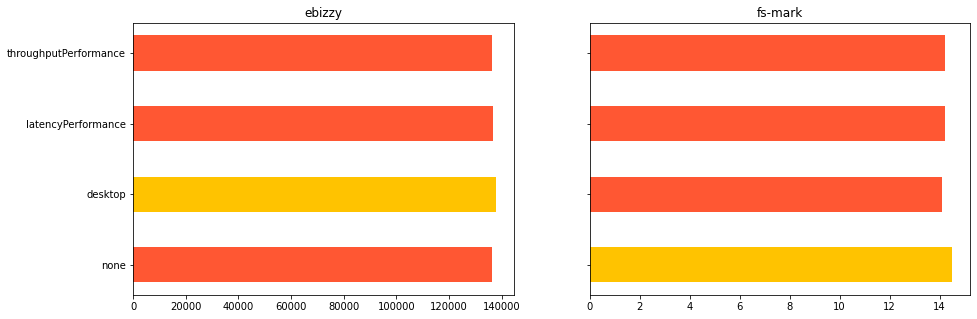 ebizzy
fs-mark
throughputPerformance
latencyPerformance
desktop
none
0 20000 40000 60000 80000 100000 120000 140000
0 2 4 6 8 10 12 14